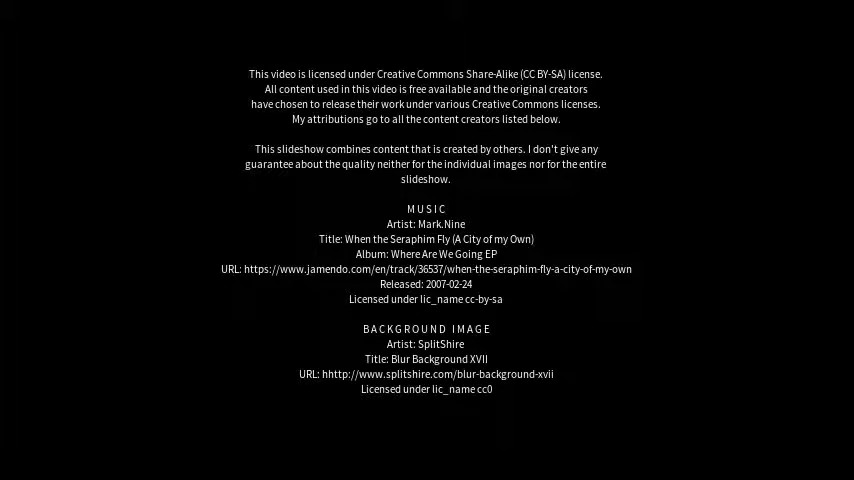 This video is licensed under Creative Commons Share-Alike (CC BY-SA) license.
All content used in this video is free available and the original creators
have chosen to release their work under various Creative Commons licenses.
My attributions go to all the content creators listed below.
This slideshow combines content that is created by others. I don't give any
guarantee about the quality neither for the individual images nor for the entire
slideshow.
MUSIC
Artist: Mark.Nine
Title: When the Seraphim Fly (A City of my Own)
Album: Where Are We Going EP
URL: https://www.jamendo.com/en/track/36537/when-the-seraphim-fly-a-city-of-my-own
Released: 2007-02-24
Licensed under lic_name cc-by-sa
BACKGROUND IMAGE
Artist: SplitShire
Title: Blur Background XVII
URL: hhttp://www.splitshire.com/blur-background-xvii
Licensed under lic_name cc0